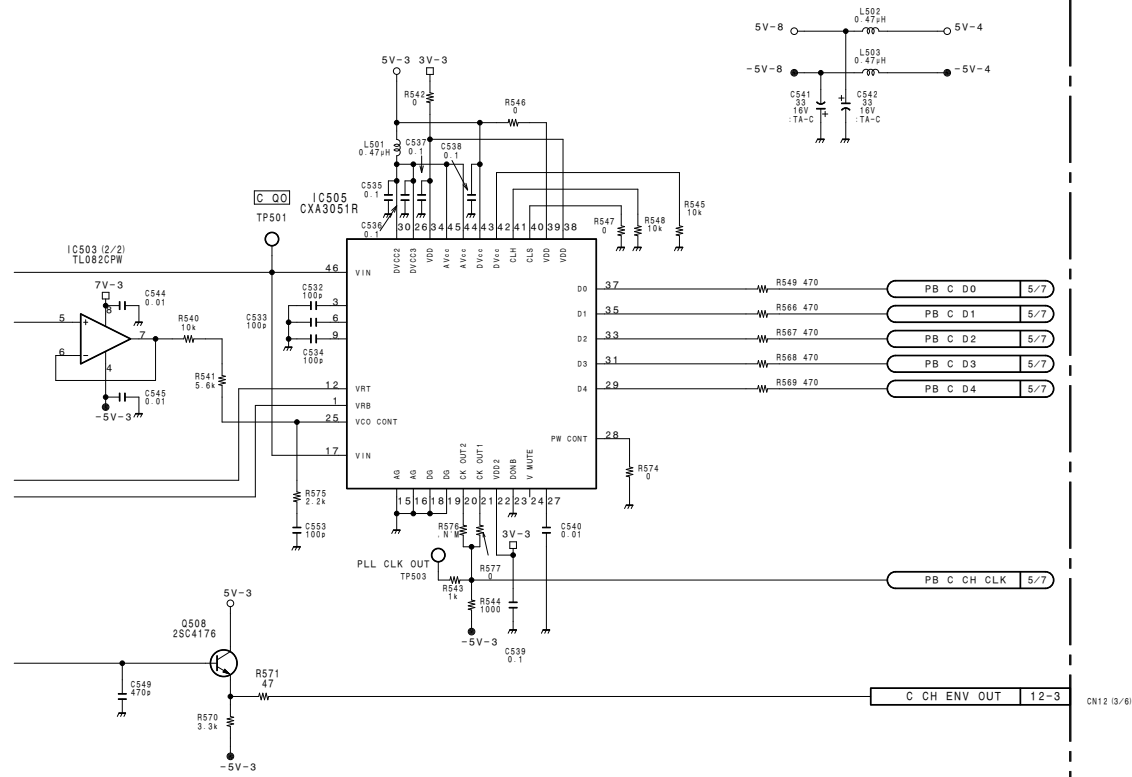 L502
0.47µH
5V-8
5V-4
L503
0.47µH
-5V-8
-5V-4
C541
33
16V
:TA-C
C542
33
16V
:TA-C
5V-3
3V-3
R542
0
R546
0
L501
0.47µH
C537
0.1
C538
0.1
C535
0.1
C536
0.1
C QO
TP501
IC505
CXA3051R
R547
0
R548
10k
R545
10k
30 26 34 45 44 43 42 41 40 39 38
DVCC2
DVCC3
VDD
AVcc
AVcc
DVcc
DVcc
CLH
CLS
VDD
VDD
IC503 (2/2)
TL082CPW
7V-3
8
C544
0.01
5
+
6
−
7
4
C545
0.01
-5V-3
R540
10k
R541
5.6k
46
VIN
C532
100p
3
C533
100p
6
9
C534
100p
12
VRT
1
VRB
25
VCO CONT
17
VIN
D0
37
R549 470
PB C D0
5/7
D1
35
R566 470
PB C D1
5/7
D2
33
R567 470
PB C D2
5/7
D3
31
R568 470
PB C D3
5/7
D4
29
R569 470
PB C D4
5/7
PW CONT
28
R574
0
AG
AG
DG
DG
CK OUT2
CK OUT1
VDD2
DONB
V MUTE
15 16 18 19 20 21 22 23 24 27
R575
2.2k
C553
100p
R576
.N'M
R577
0
3V-3
C540
0.01
PLL CLK OUT
TP503
R543
1k
R544
1000
-5V-3
C539
0.1
PB C CH CLK
5/7
5V-3
Q508
2SC4176
C549
470p
R571
47
R570
3.3k
-5V-3
C CH ENV OUT
12-3
CN12 (3/6)